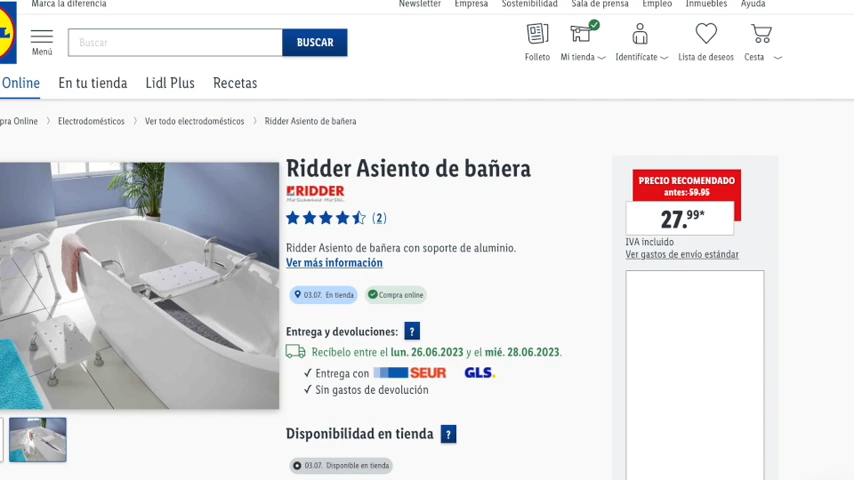 Marca la diferencia
Newsletter Empresa Sostenibilidad Sala de prensa Empleo Inmuebles Ayuda
Menú
Buscar
BUSCAR
Folleto
Mi tienda
Identifícate
Lista de deseos
Cesta
Online
En tu tienda
Lidl Plus
Recetas
pra Online
Electrodomésticos
Ver todo electrodomésticos
Ridder Asiento de bañera
Ridder Asiento de bañera
RIDDER
(2)
Ridder Asiento de bañera con soporte de aluminio.
Ver más información
03.07. En tienda
Compra online
Entrega y devoluciones: ?
Recíbelo entre el lun. 26.06.2023 y el mié. 28.06.2023.
✓ Entrega con SEUR GLS.
✓ Sin gastos de devolución
Disponibilidad en tienda ?
03.07. Disponible en tienda
PRECIO RECOMENDADO
antes: 59.95
27.99*
IVA incluido
Ver gastos de envío estándar